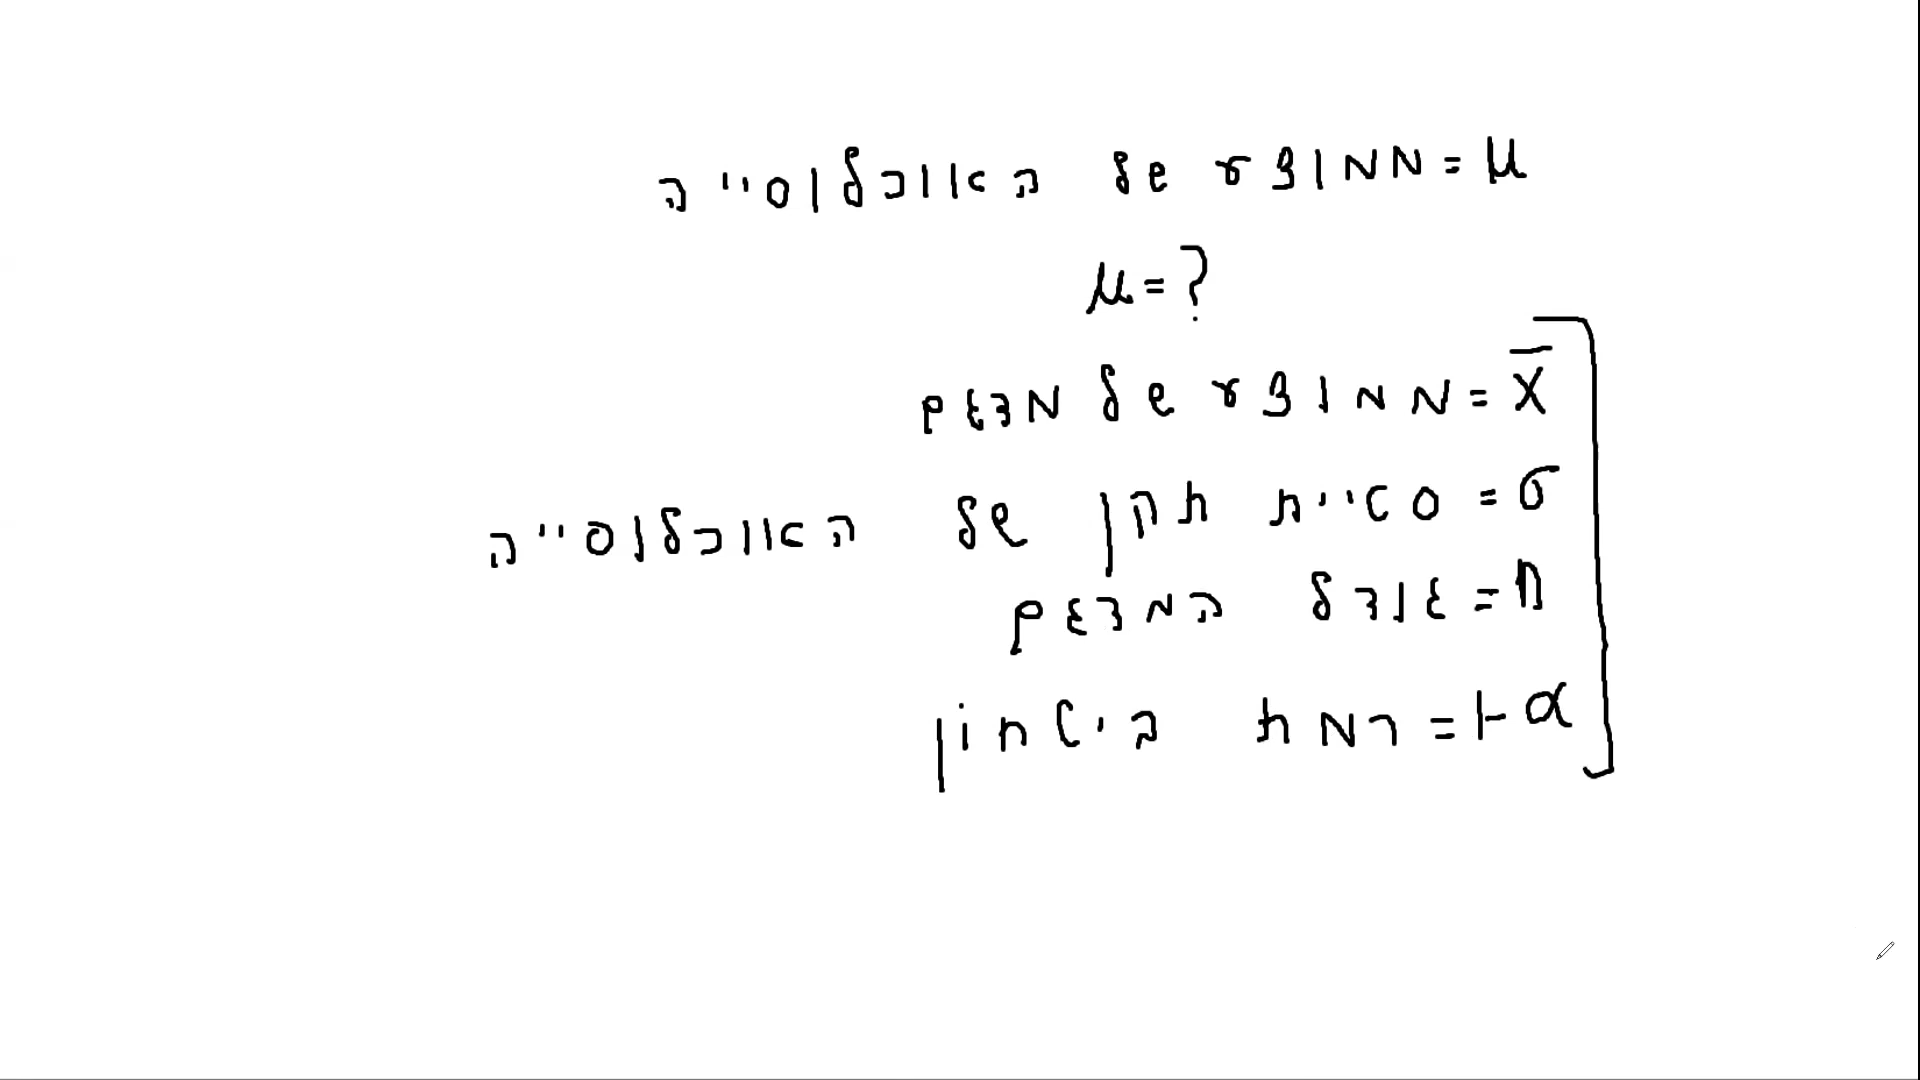 μ = ממוצע של האוכלוסייה
μ = ?
X̄ = ממוצע של מדגם
σ = סטיית תקן של האוכלוסייה
n = גודל המדגם
1-α = רמת ביטחון